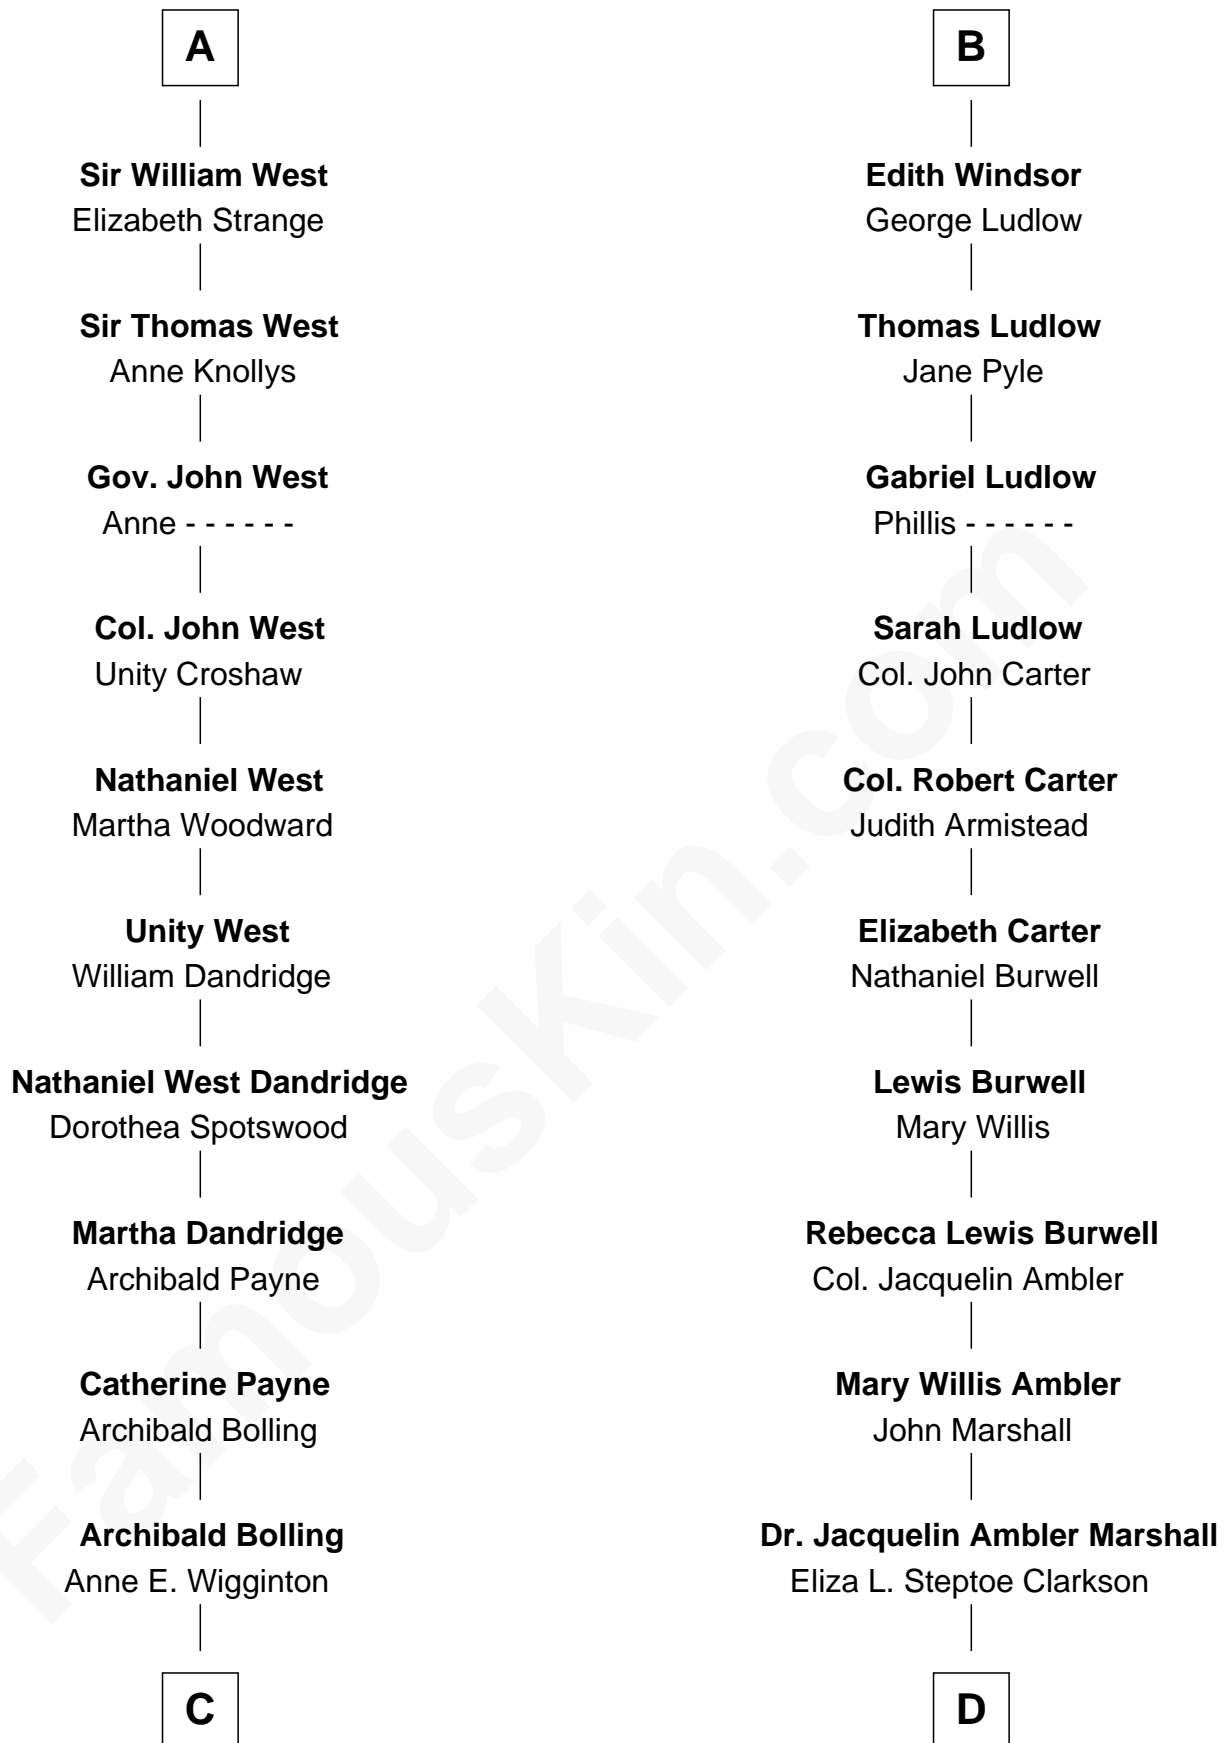 A
Sir William West
Elizabeth Strange
Sir Thomas West
Anne Knollys
Gov. John West
Anne - - - - - -
Col. John West
Unity Croshaw
Nathaniel West
Martha Woodward
Unity West
William Dandridge
Nathaniel West Dandridge
Dorothea Spotswood
Martha Dandridge
Archibald Payne
Catherine Payne
Archibald Bolling
Archibald Bolling
Anne E. Wigginton
C
B
Edith Windsor
George Ludlow
Thomas Ludlow
Jane Pyle
Gabriel Ludlow
Phillis - - - - - -
Sarah Ludlow
Col. John Carter
Col. Robert Carter
Judith Armistead
Elizabeth Carter
Nathaniel Burwell
Lewis Burwell
Mary Willis
Rebecca Lewis Burwell
Col. Jacquelin Ambler
Mary Willis Ambler
John Marshall
Dr. Jacquelin Ambler Marshall
Eliza L. Steptoe Clarkson
D
FamousKin.com